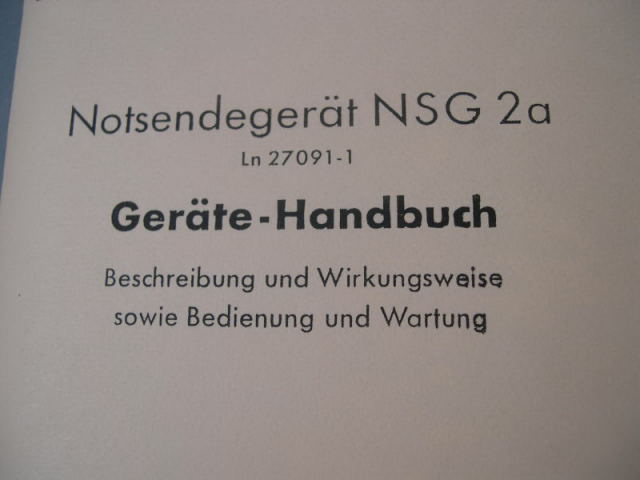 Notsendegerät NSG 2a
Ln 27091-1
Geräte-Handbuch
Beschreibung und Wirkungsweise
sowie Bedienung und Wartung